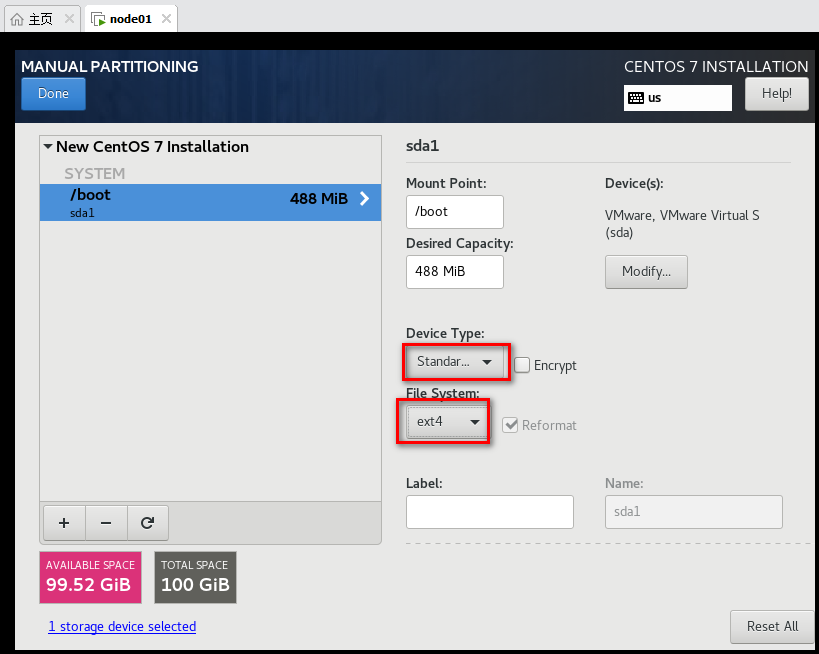 主页
node01
MANUAL PARTITIONING
CENTOS 7 INSTALLATION
Done
us
Help!
New CentOS 7 Installation
SYSTEM
/boot
488 MiB
sda1
sda1
Mount Point:
Device(s):
/boot
VMware, VMware Virtual S
(sda)
Desired Capacity:
488 MiB
Modify...
Device Type:
Standar...
Encrypt
File System:
ext4
Reformat
Label:
Name:
sda1
AVAILABLE SPACE
99.52 GiB
TOTAL SPACE
100 GiB
1 storage device selected
Reset All